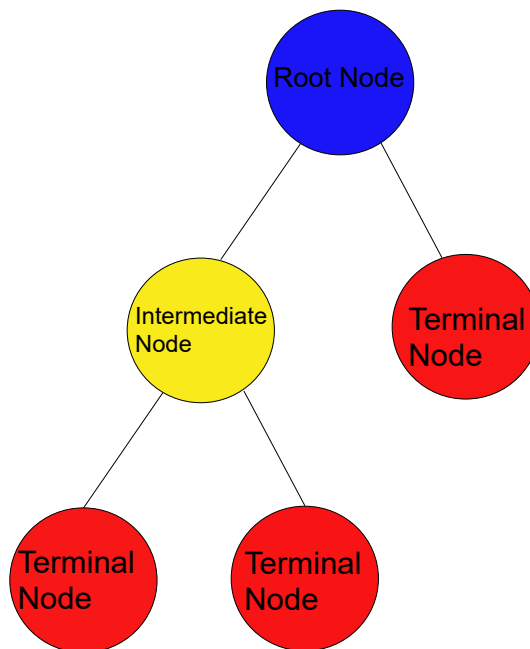 Root Node
Intermediate
Node
Terminal
Node
Terminal
Node
Terminal
Node